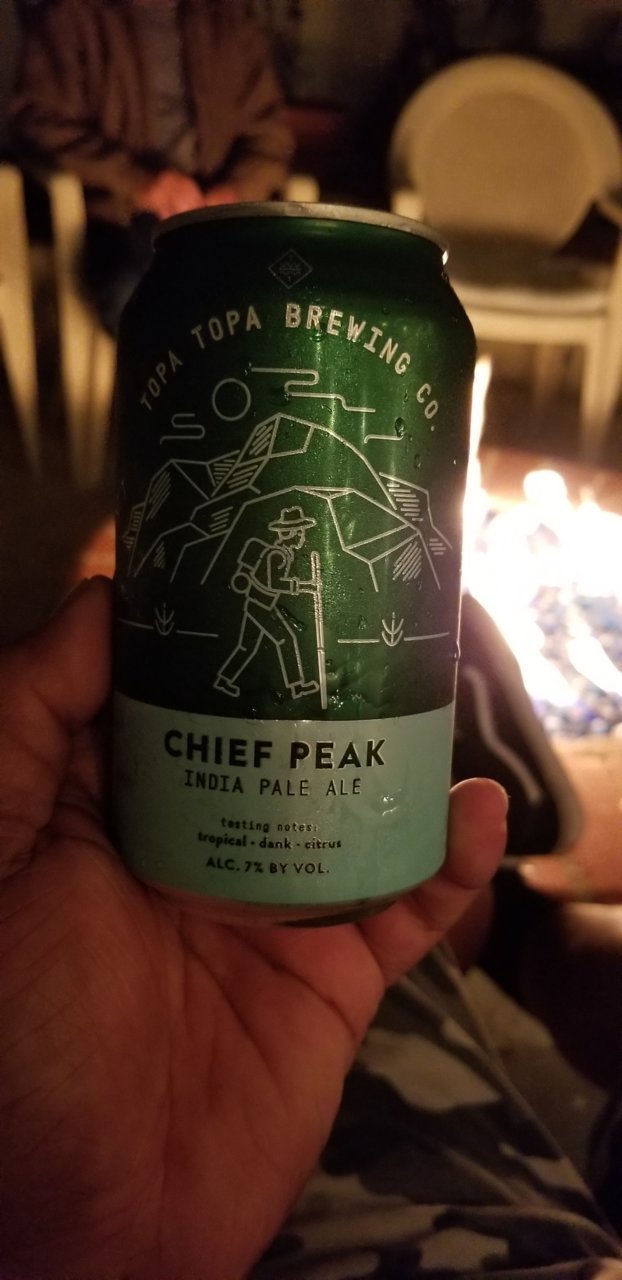 TOPA TOPA BREWING CO.
CHIEF PEAK
INDIA PALE ALE
tasting notes:
tropical - dank - citrus
ALC. 7% BY VOL.